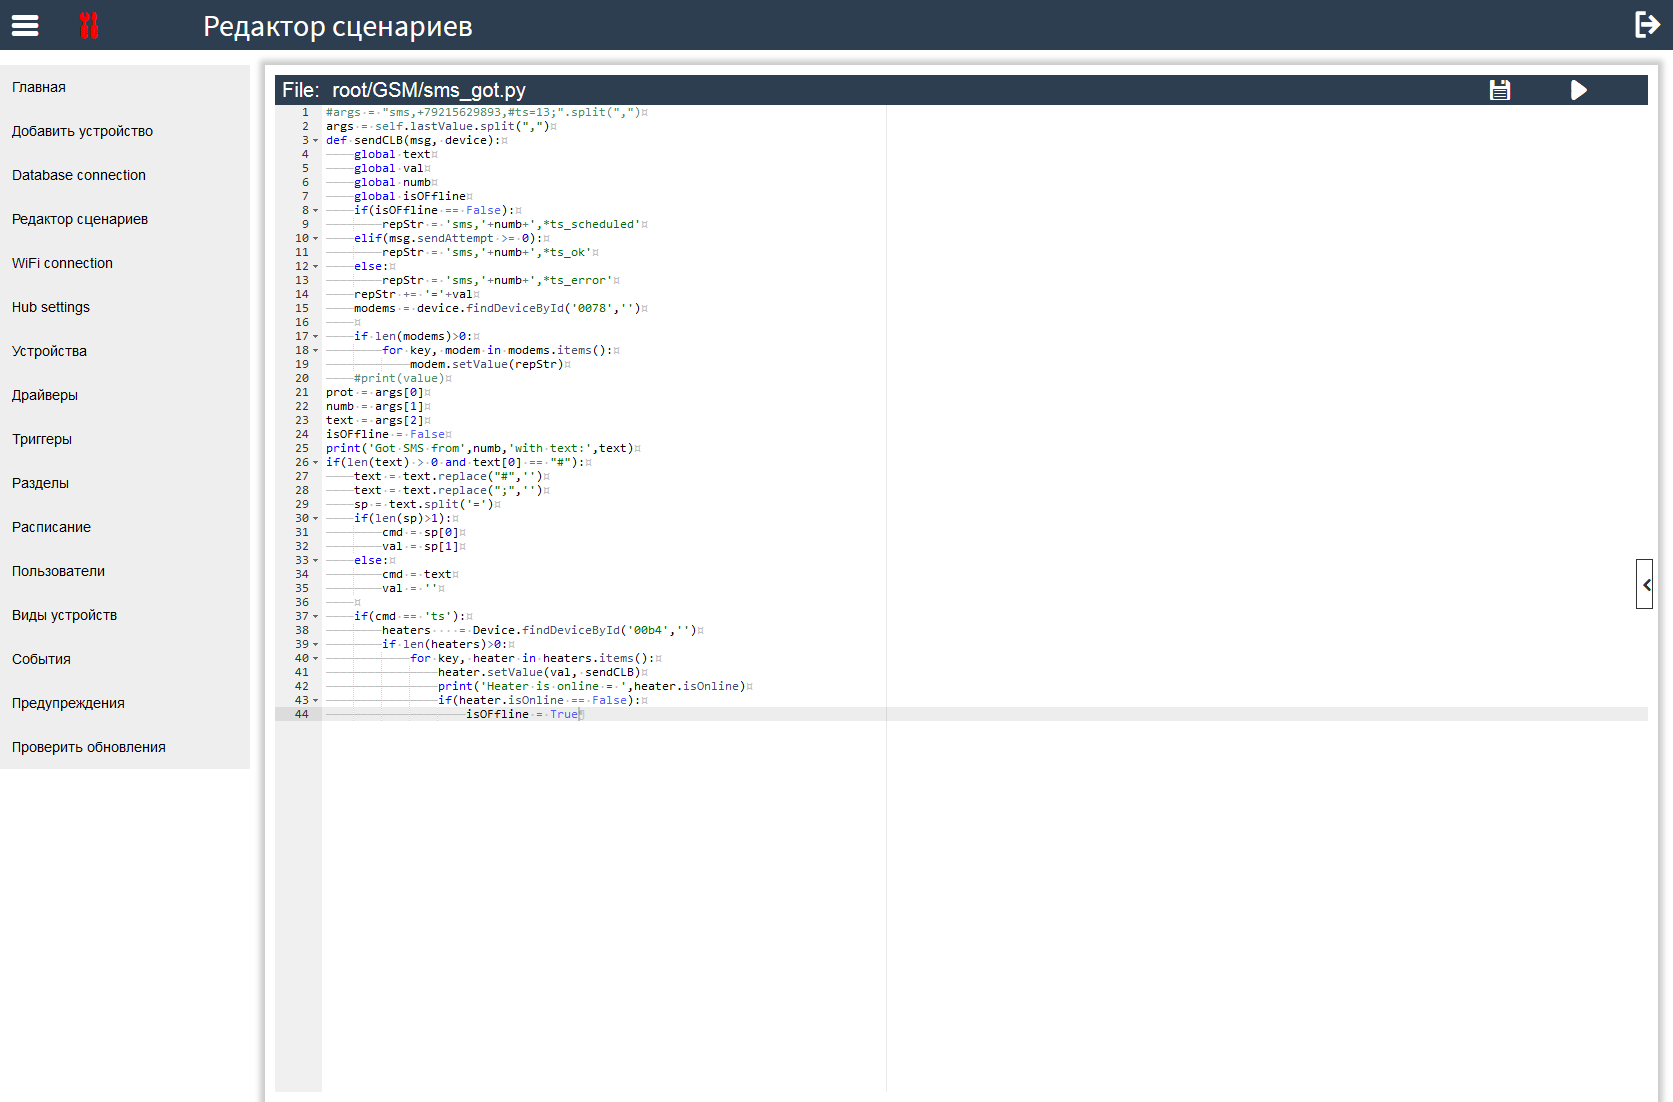 Редактор сценариев
Главная
Добавить устройство
Database connection
Редактор сценариев
WiFi connection
Hub settings
Устройства
Драйверы
Триггеры
Разделы
Расписание
Пользователи
Виды устройств
События
Предупреждения
Проверить обновления
File: root/GSM/sms_got.py
1 #args = "sms,+79215629893,#ts=13;".split(",")
2 args = self.lastValue.split(",")
3 def sendCLB(msg, device):
4 global text
5 global val
6 global numb
7 global isOFfline
8 if(isOFfline == False):
9 repStr = 'sms,'+numb+',*ts_scheduled'
10 elif(msg.sendAttempt >= 0):
11 repStr = 'sms,'+numb+',*ts_ok'
12 else:
13 repStr = 'sms,'+numb+',*ts_error'
14 repStr += '='+val
15 modems = device.findDeviceById('0078','')
16
17 if len(modems)>0:
18 for key, modem in modems.items():
19 modem.setValue(repStr)
20 #print(value)
21 prot = args[0]
22 numb = args[1]
23 text = args[2]
24 isOFfline = False
25 print('Got SMS from',numb,'with text:',text)
26 if(len(text) > 0 and text[0] == "#"):
27 text = text.replace("#",'')
28 text = text.replace(";",'')
29 sp = text.split('=')
30 if(len(sp)>1):
31 cmd = sp[0]
32 val = sp[1]
33 else:
34 cmd = text
35 val = ''
36
37 if(cmd == 'ts'):
38 heaters    = Device.findDeviceById('00b4','')
39 if len(heaters)>0:
40 for key, heater in heaters.items():
41 heater.setValue(val, sendCLB)
42 print('Heater is online = ',heater.isOnline)
43 if(heater.isOnline == False):
44 isOFfline = True